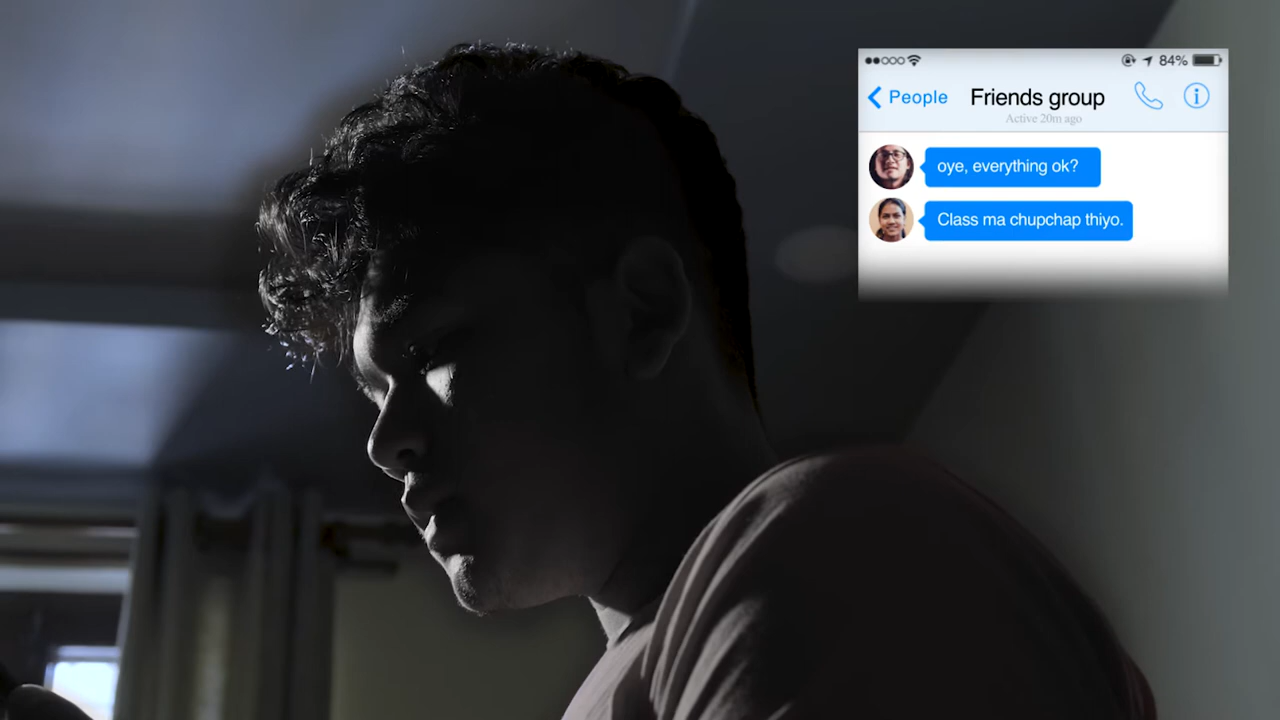 84%
People
Friends group
Active 20m ago
oye, everything ok?
Class ma chupchap thiyo.